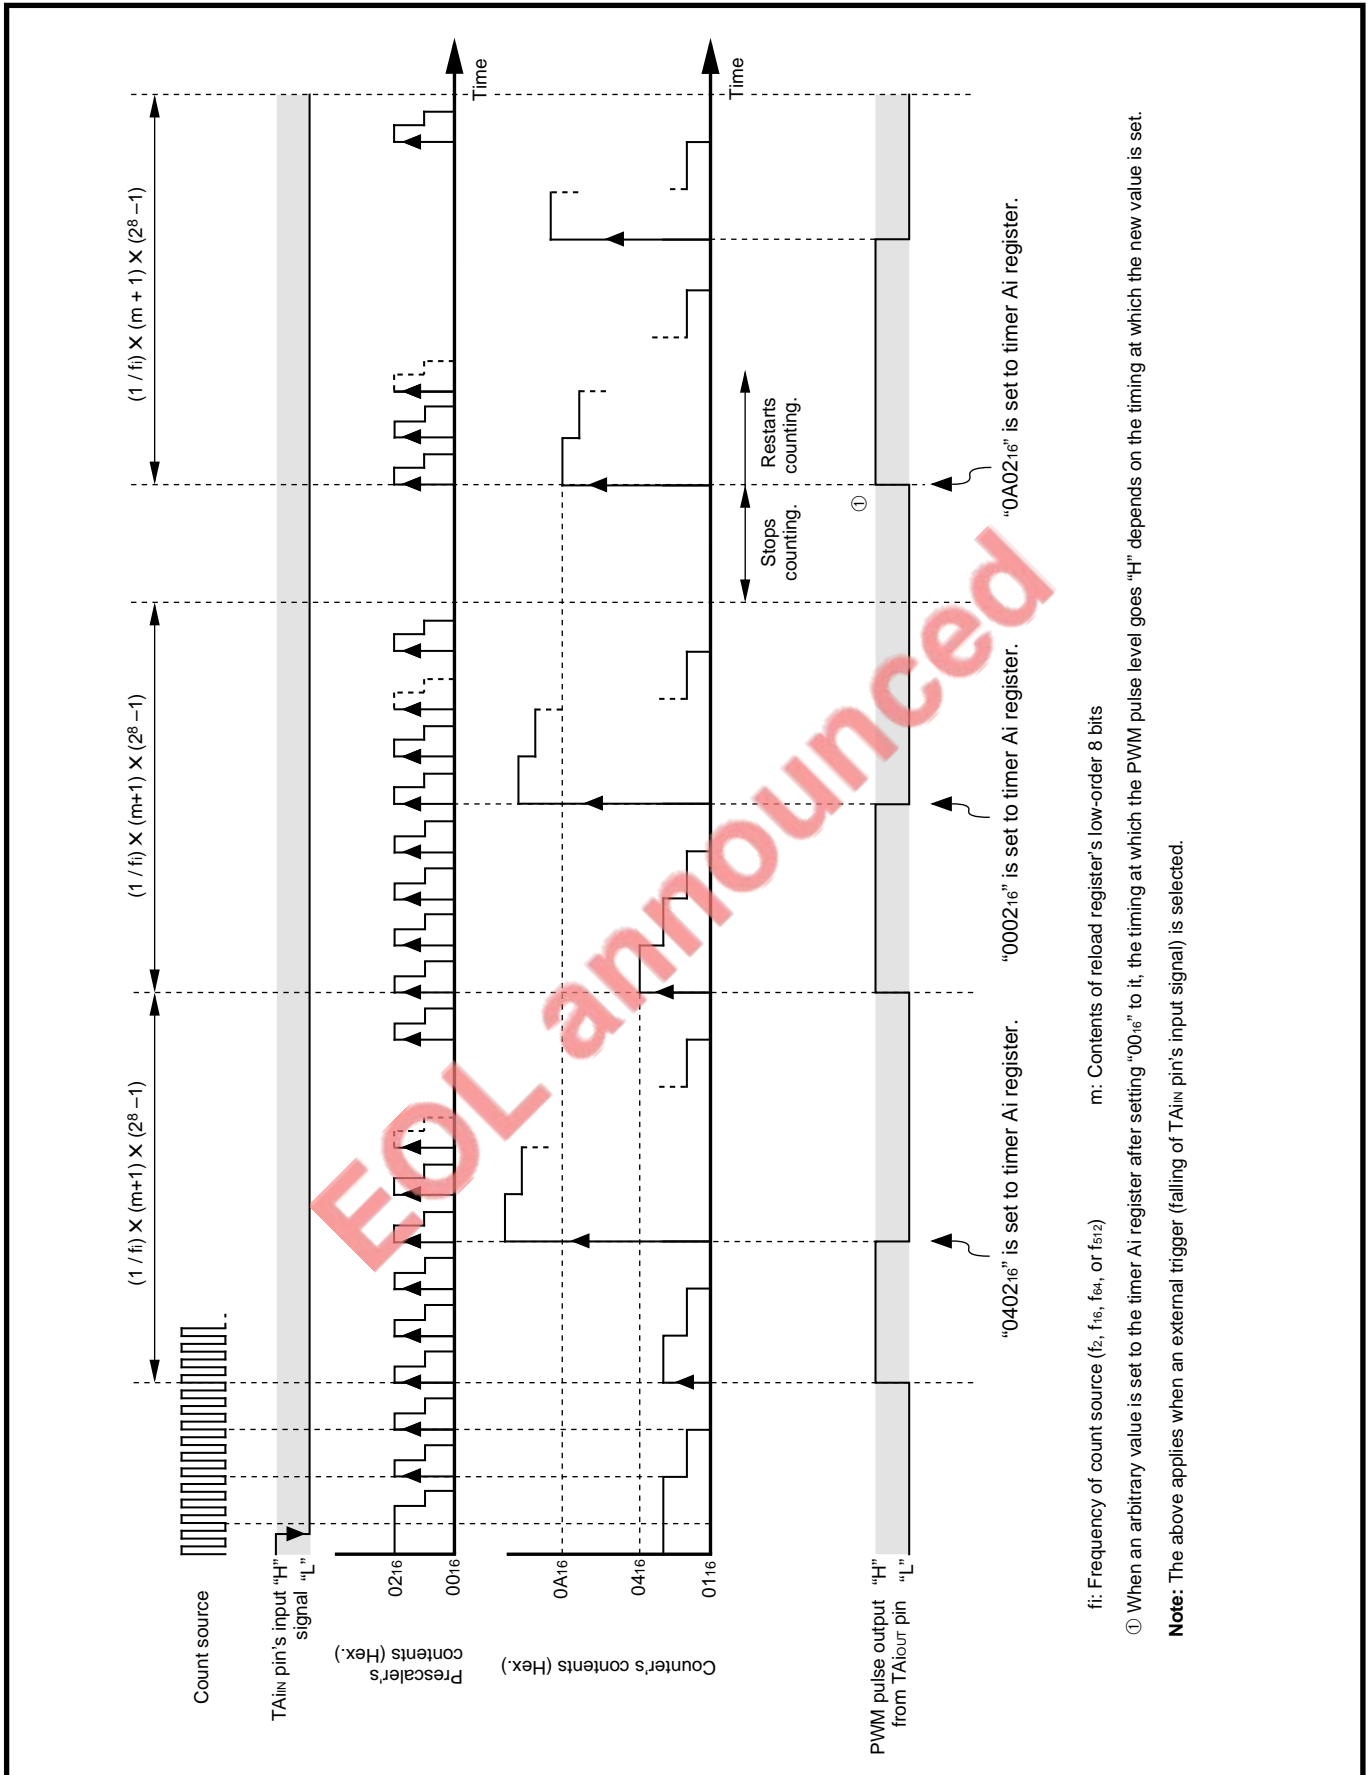 (1 / fi) ✕ (m+1) ✕ (2⁸ –1)
(1 / fi) ✕ (m+1) ✕ (2⁸ –1)
(1 / fi) ✕ (m + 1) ✕ (2⁸ –1)
Count source
TAiIN pin's input "H"
signal "L"
Prescaler's
contents (Hex.)
0216
0016
Time
Counter's contents (Hex.)
0A16
0416
0116
Time
Stops
counting.
Restarts
counting.
①
PWM pulse output "H"
from TAiOUT pin "L"
“040216” is set to timer Ai register.
“000216” is set to timer Ai register.
“0A0216” is set to timer Ai register.
fi: Frequency of count source (f2, f16, f64, or f512)
m: Contents of reload register's low-order 8 bits
① When an arbitrary value is set to the timer Ai register after setting “0016” to it, the timing at which the PWM pulse level goes “H” depends on the timing at which the new value is set.
Note: The above applies when an external trigger (falling of TAiIN pin's input signal) is selected.
EOL announced